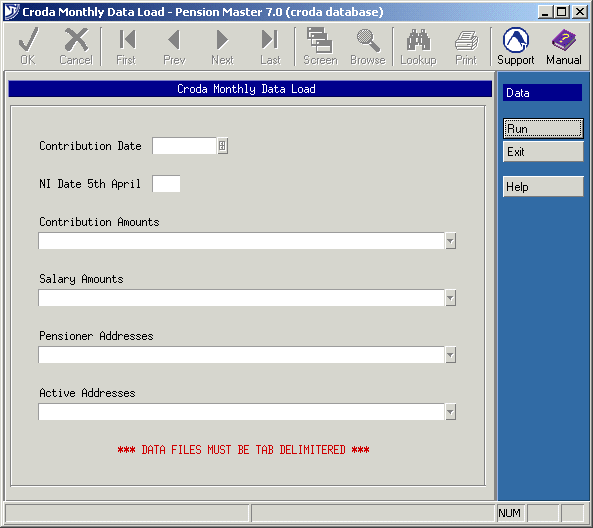 Croda Monthly Data Load - Pension Master 7.0 (croda database)
OK Cancel First Prev Next Last Screen Browse Lookup Print Support Manual
Croda Monthly Data Load
Data
Run
Exit
Help
Contribution Date
NI Date 5th April
Contribution Amounts
Salary Amounts
Pensioner Addresses
Active Addresses
*** DATA FILES MUST BE TAB DELIMITERED ***
NUM